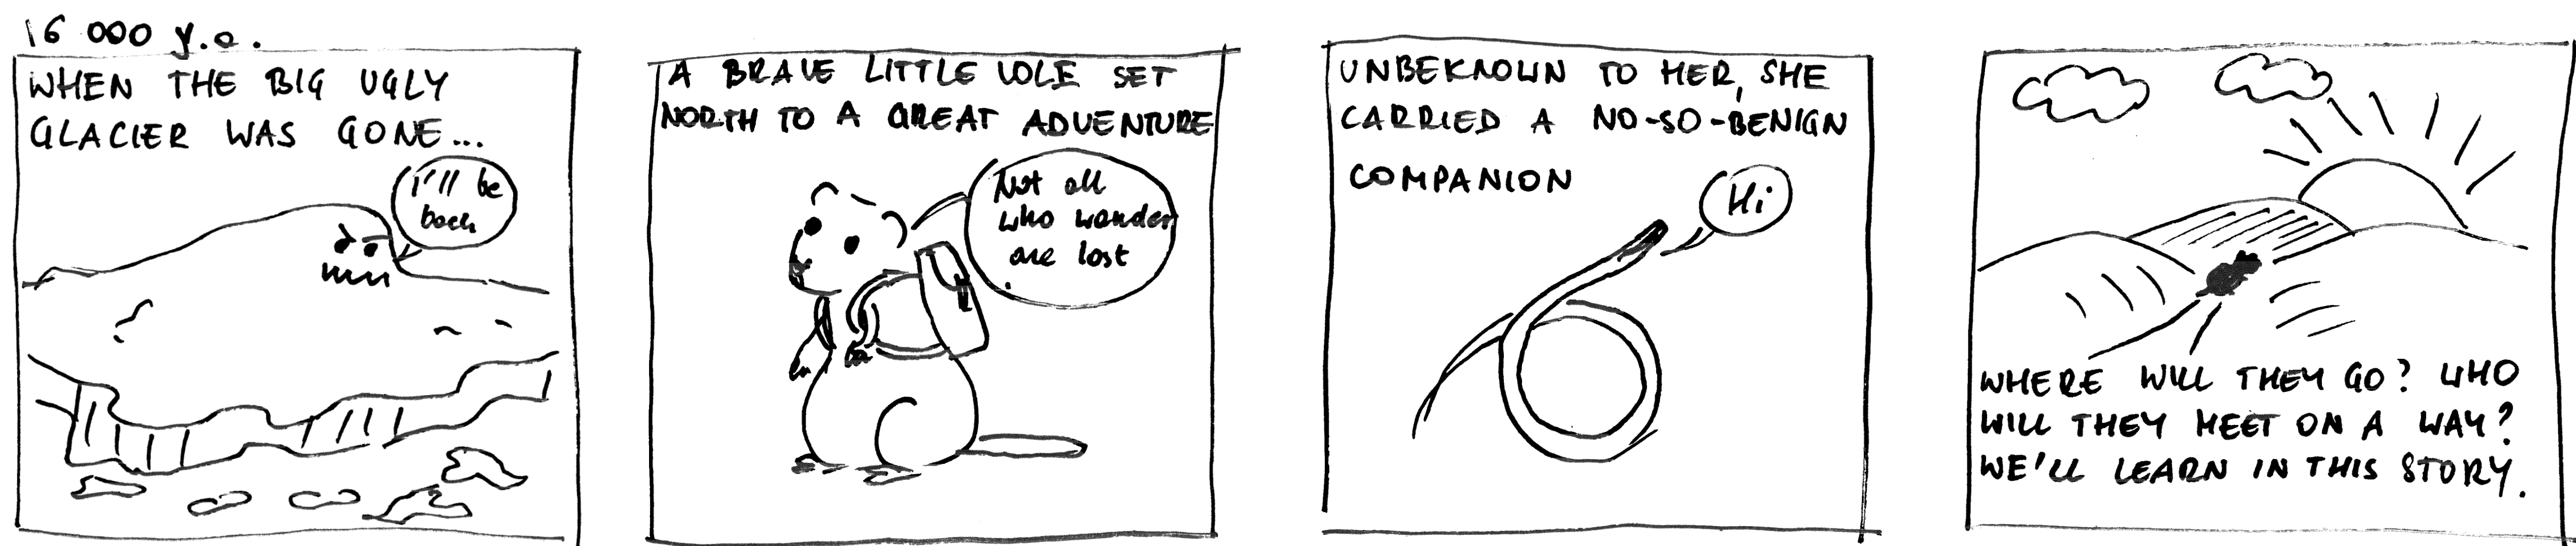 16 000 y.a.
WHEN THE BIG UGLY
GLACIER WAS GONE...
I'll be
back
A BRAVE LITTLE VOLE SET
NORTH TO A GREAT ADVENTURE
Not all
who wander
are lost
UNBEKNOWN TO HER, SHE
CARRIED A NO-SO-BENIGN
COMPANION
Hi
WHERE WILL THEY GO? WHO
WILL THEY MEET ON A WAY?
WE'LL LEARN IN THIS STORY.